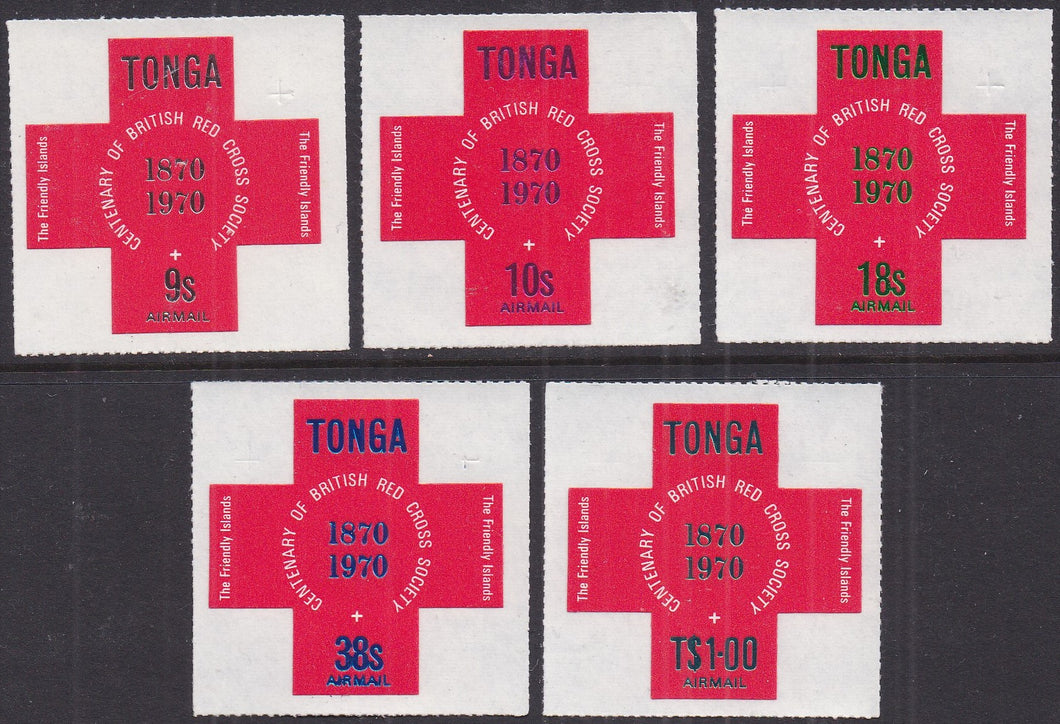 TONGA
CENTENARY OF BRITISH RED CROSS SOCIETY
The Friendly Islands
1870
1970
The Friendly Islands
9s
AIRMAIL
TONGA
CENTENARY OF BRITISH RED CROSS SOCIETY
The Friendly Islands
1870
1970
The Friendly Islands
10s
AIRMAIL
TONGA
CENTENARY OF BRITISH RED CROSS SOCIETY
The Friendly Islands
1870
1970
The Friendly Islands
18s
AIRMAIL
TONGA
CENTENARY OF BRITISH RED CROSS SOCIETY
The Friendly Islands
1870
1970
The Friendly Islands
38s
AIRMAIL
TONGA
CENTENARY OF BRITISH RED CROSS SOCIETY
The Friendly Islands
1870
1970
The Friendly Islands
T$1·00
AIRMAIL